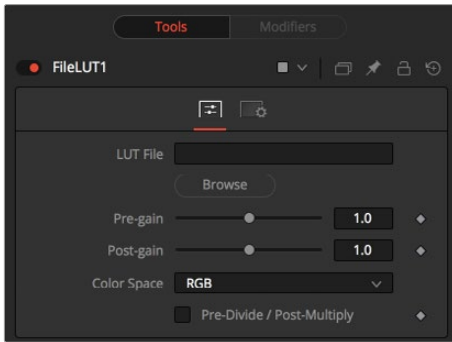 Tools Modifiers
FileLUT1
LUT File
Browse
Pre-gain 1.0
Post-gain 1.0
Color Space RGB
Pre-Divide / Post-Multiply